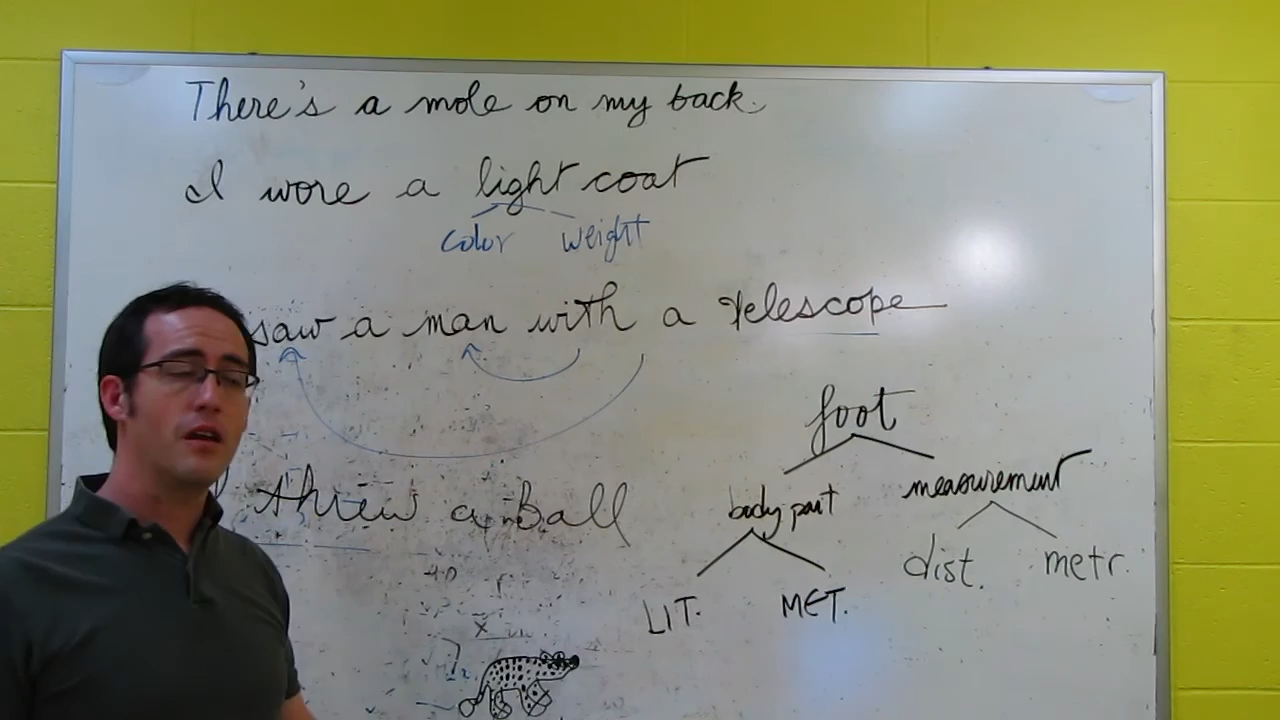 There's a mole on my back.
I wore a light coat
color weight
saw a man with a telescope
foot
body part measurement
LIT. MET. dist. metr.
I threw a Ball